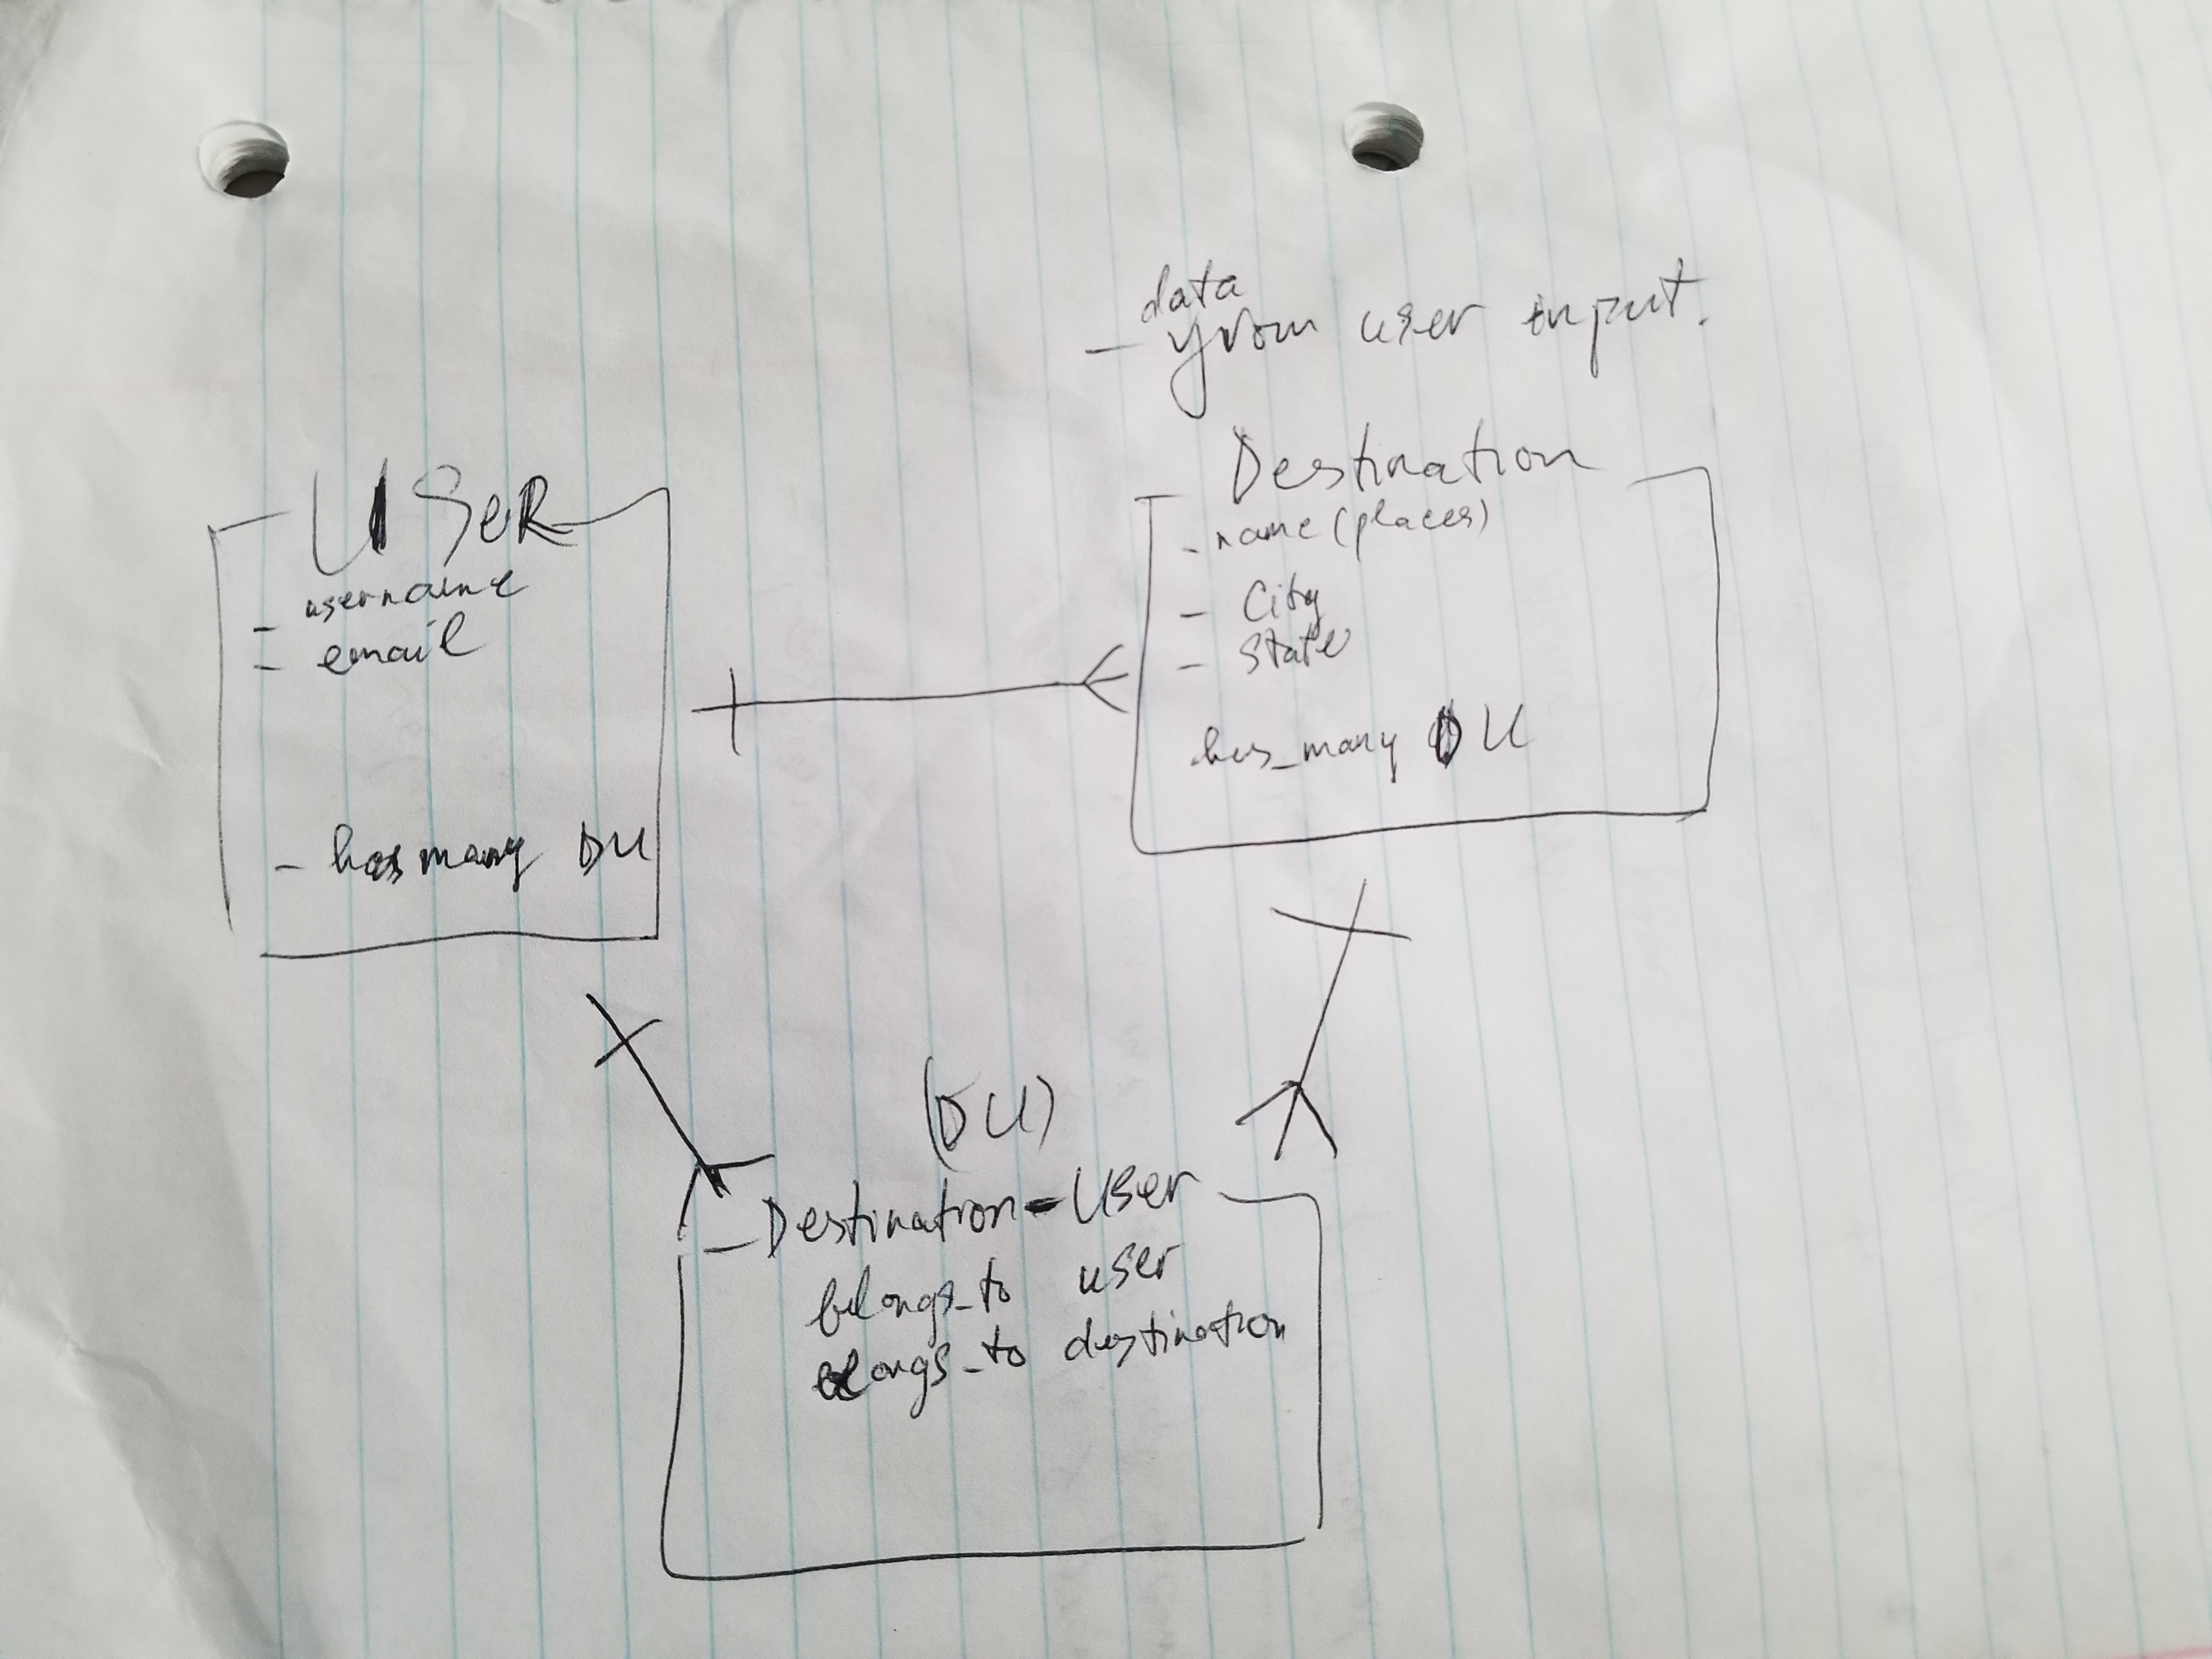 data
- from user input.
USeR
- username
- email
- has many DU
Destination
- name (places)
- City
- State
has_many DU
(DU)
- Destination-User
belongs_to user
belongs_to destination